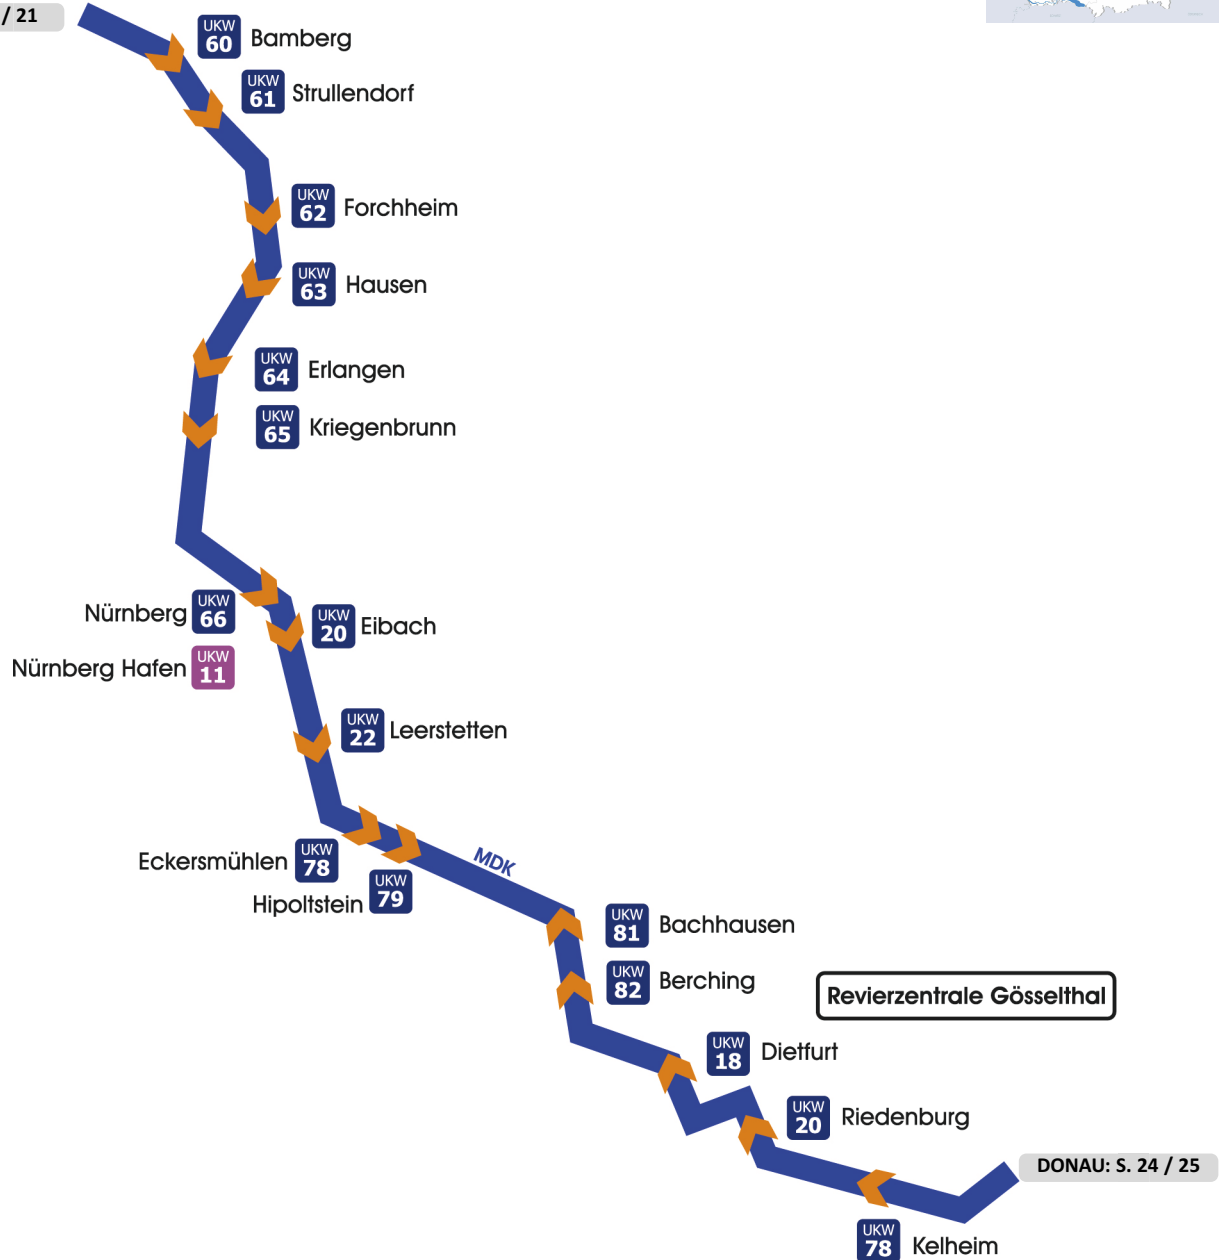 / 21
UKW
60
Bamberg
UKW
61
Strullendorf
UKW
62
Forchheim
UKW
63
Hausen
UKW
64
Erlangen
UKW
65
Kriegenbrunn
Nürnberg
UKW
66
UKW
20
Eibach
Nürnberg Hafen
UKW
11
UKW
22
Leerstetten
Eckersmühlen
UKW
78
Hipoltstein
UKW
79
MDK
UKW
81
Bachhausen
UKW
82
Berching
Revierzentrale Gösselthal
UKW
18
Dietfurt
UKW
20
Riedenburg
DONAU: S. 24 / 25
UKW
78
Kelheim